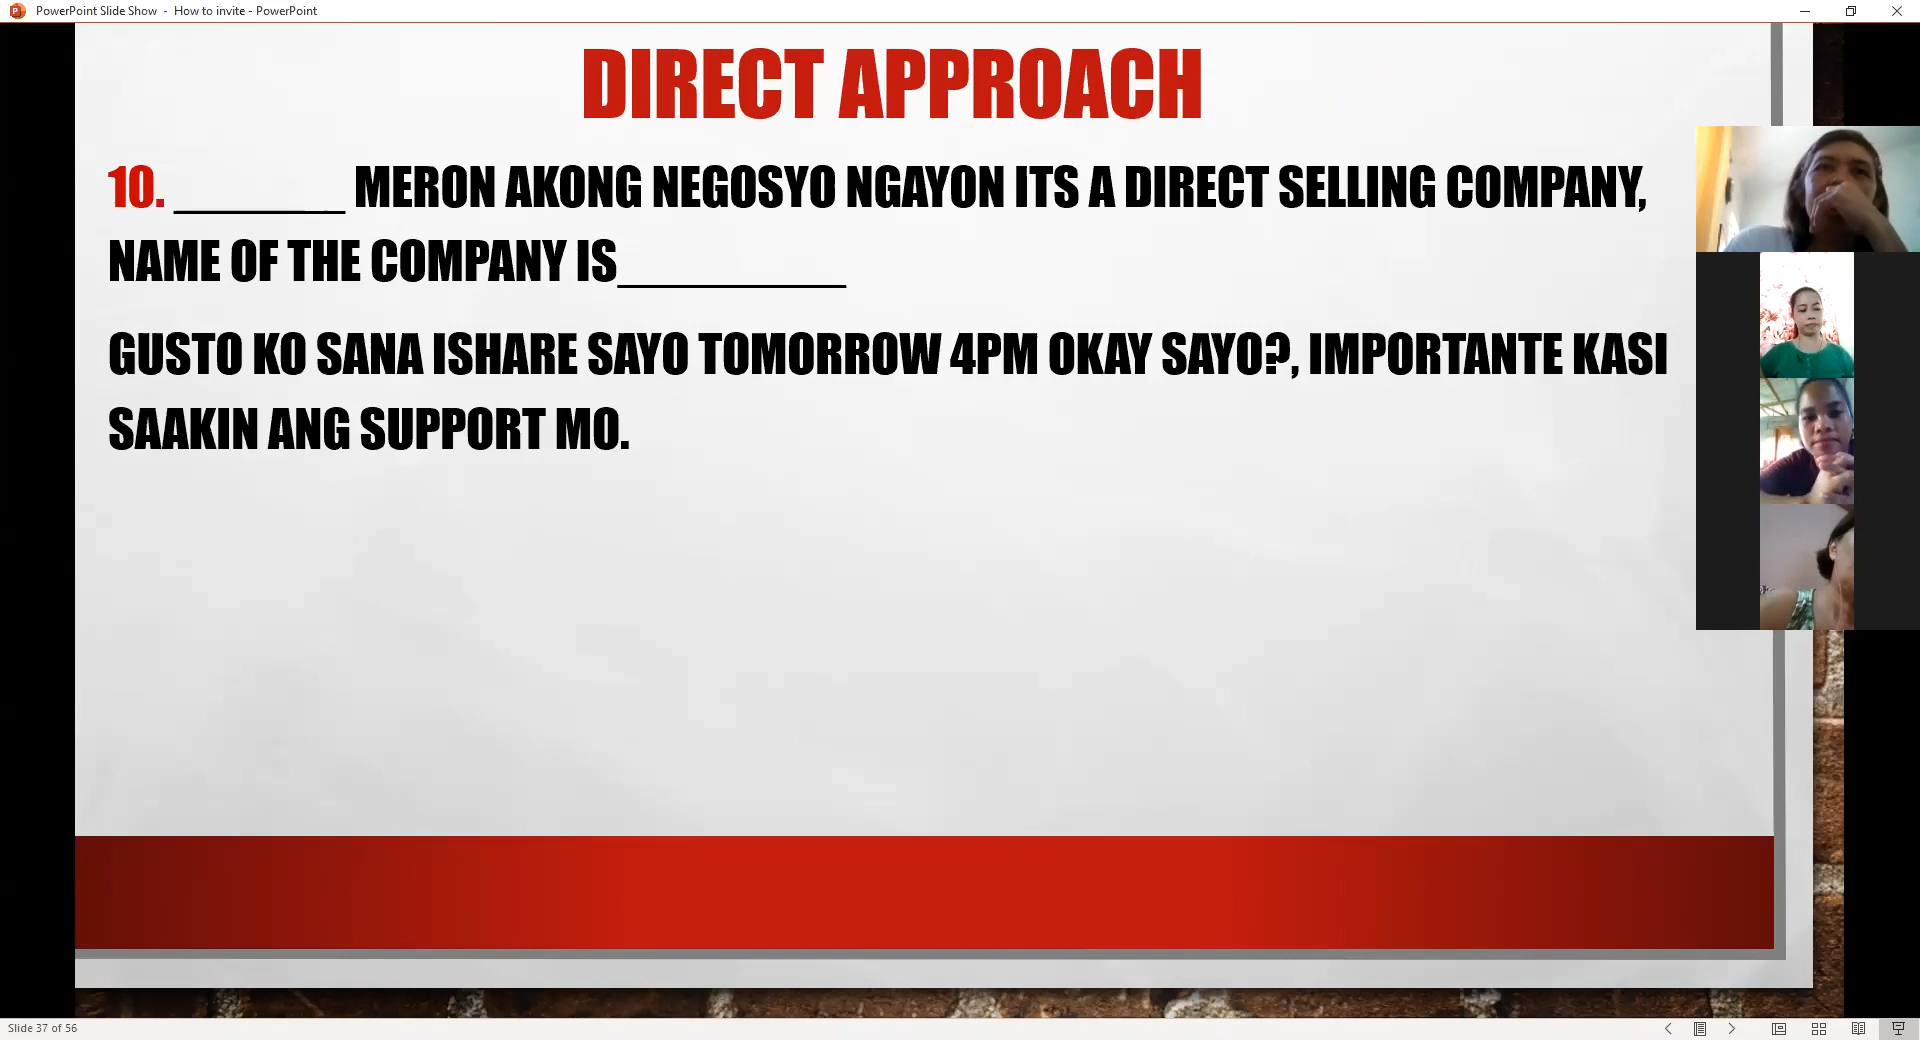 PowerPoint Slide Show - How to invite - PowerPoint
DIRECT APPROACH
10. ________ MERON AKONG NEGOSYO NGAYON ITS A DIRECT SELLING COMPANY,
NAME OF THE COMPANY IS__________
GUSTO KO SANA ISHARE SAYO TOMORROW 4PM OKAY SAYO?, IMPORTANTE KASI
SAAKIN ANG SUPPORT MO.
Slide 37 of 56